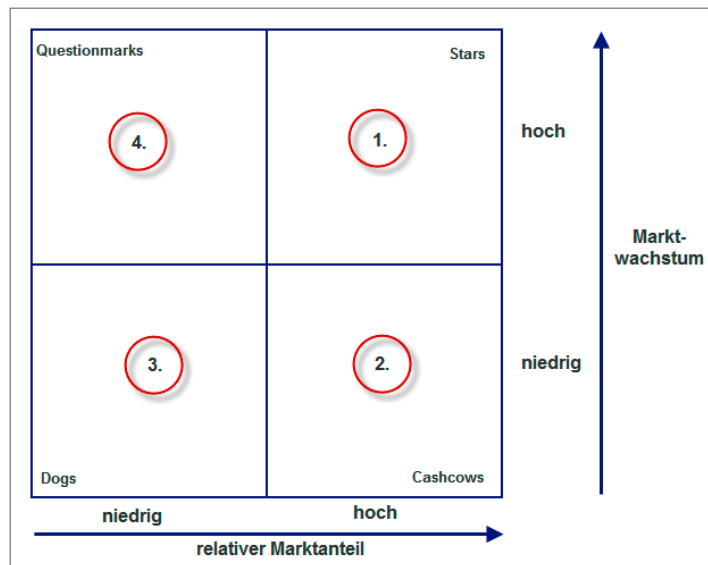 Questionmarks
Stars
4.
1.
hoch
Markt-
wachstum
3.
2.
niedrig
Dogs
Cashcows
niedrig
hoch
relativer Marktanteil